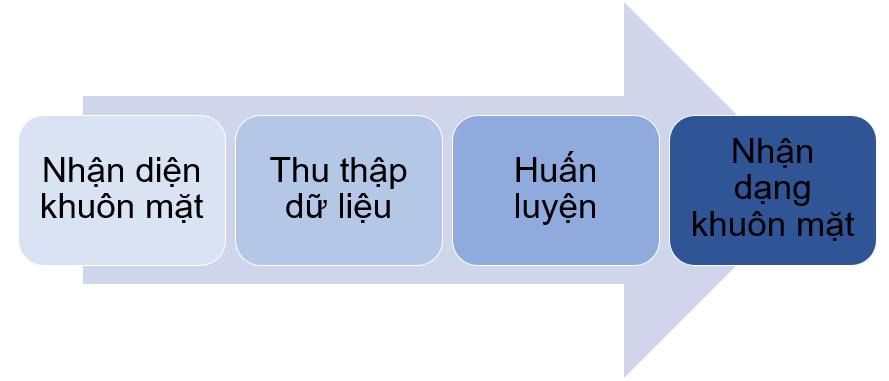 Nhận diện
khuôn mặt
Thu thập
dữ liệu
Huấn
luyện
Nhận
dạng
khuôn mặt